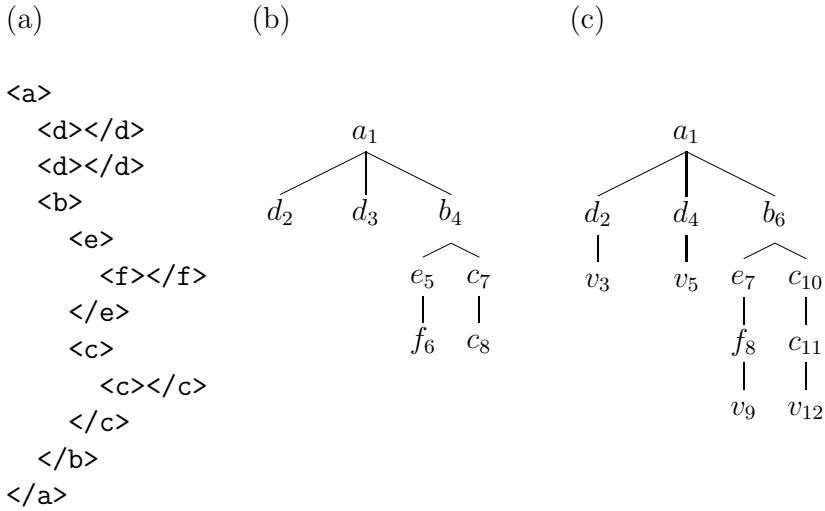 (a)
<a>
<d></d>
<d></d>
<b>
<e>
<f></f>
</e>
<c>
<c></c>
</c>
</b>
</a>
(b)
a₁
d₂ d₃ b₄
e₅ c₇
f₆ c₈
(c)
a₁
d₂ d₄ b₆
v₃ v₅ e₇ c₁₀
f₈ c₁₁
v₉ v₁₂